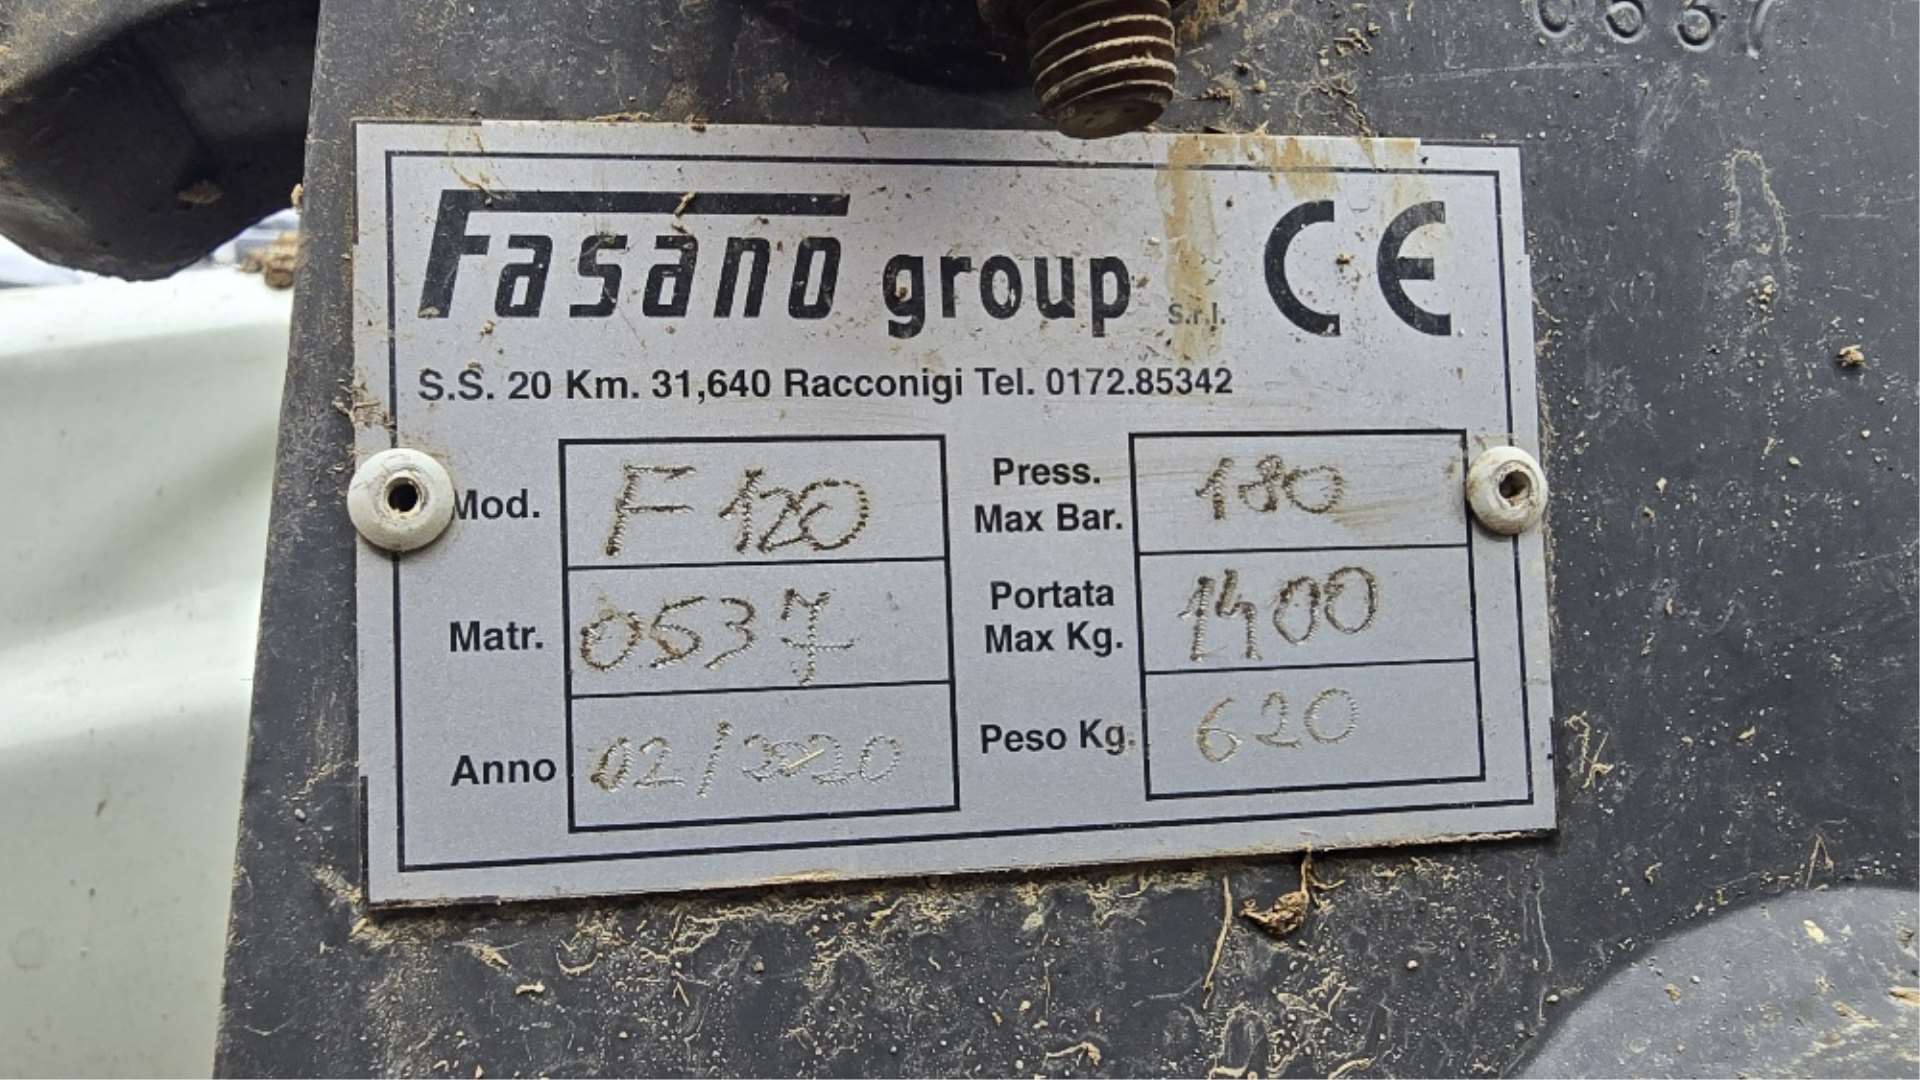 0537
Fasano group s.r.l. CE
S.S. 20 Km. 31,640 Racconigi Tel. 0172.85342
Mod. F 120
Press. Max Bar. 180
Matr. 0537
Portata Max Kg. 1400
Anno 02/2020
Peso Kg. 620